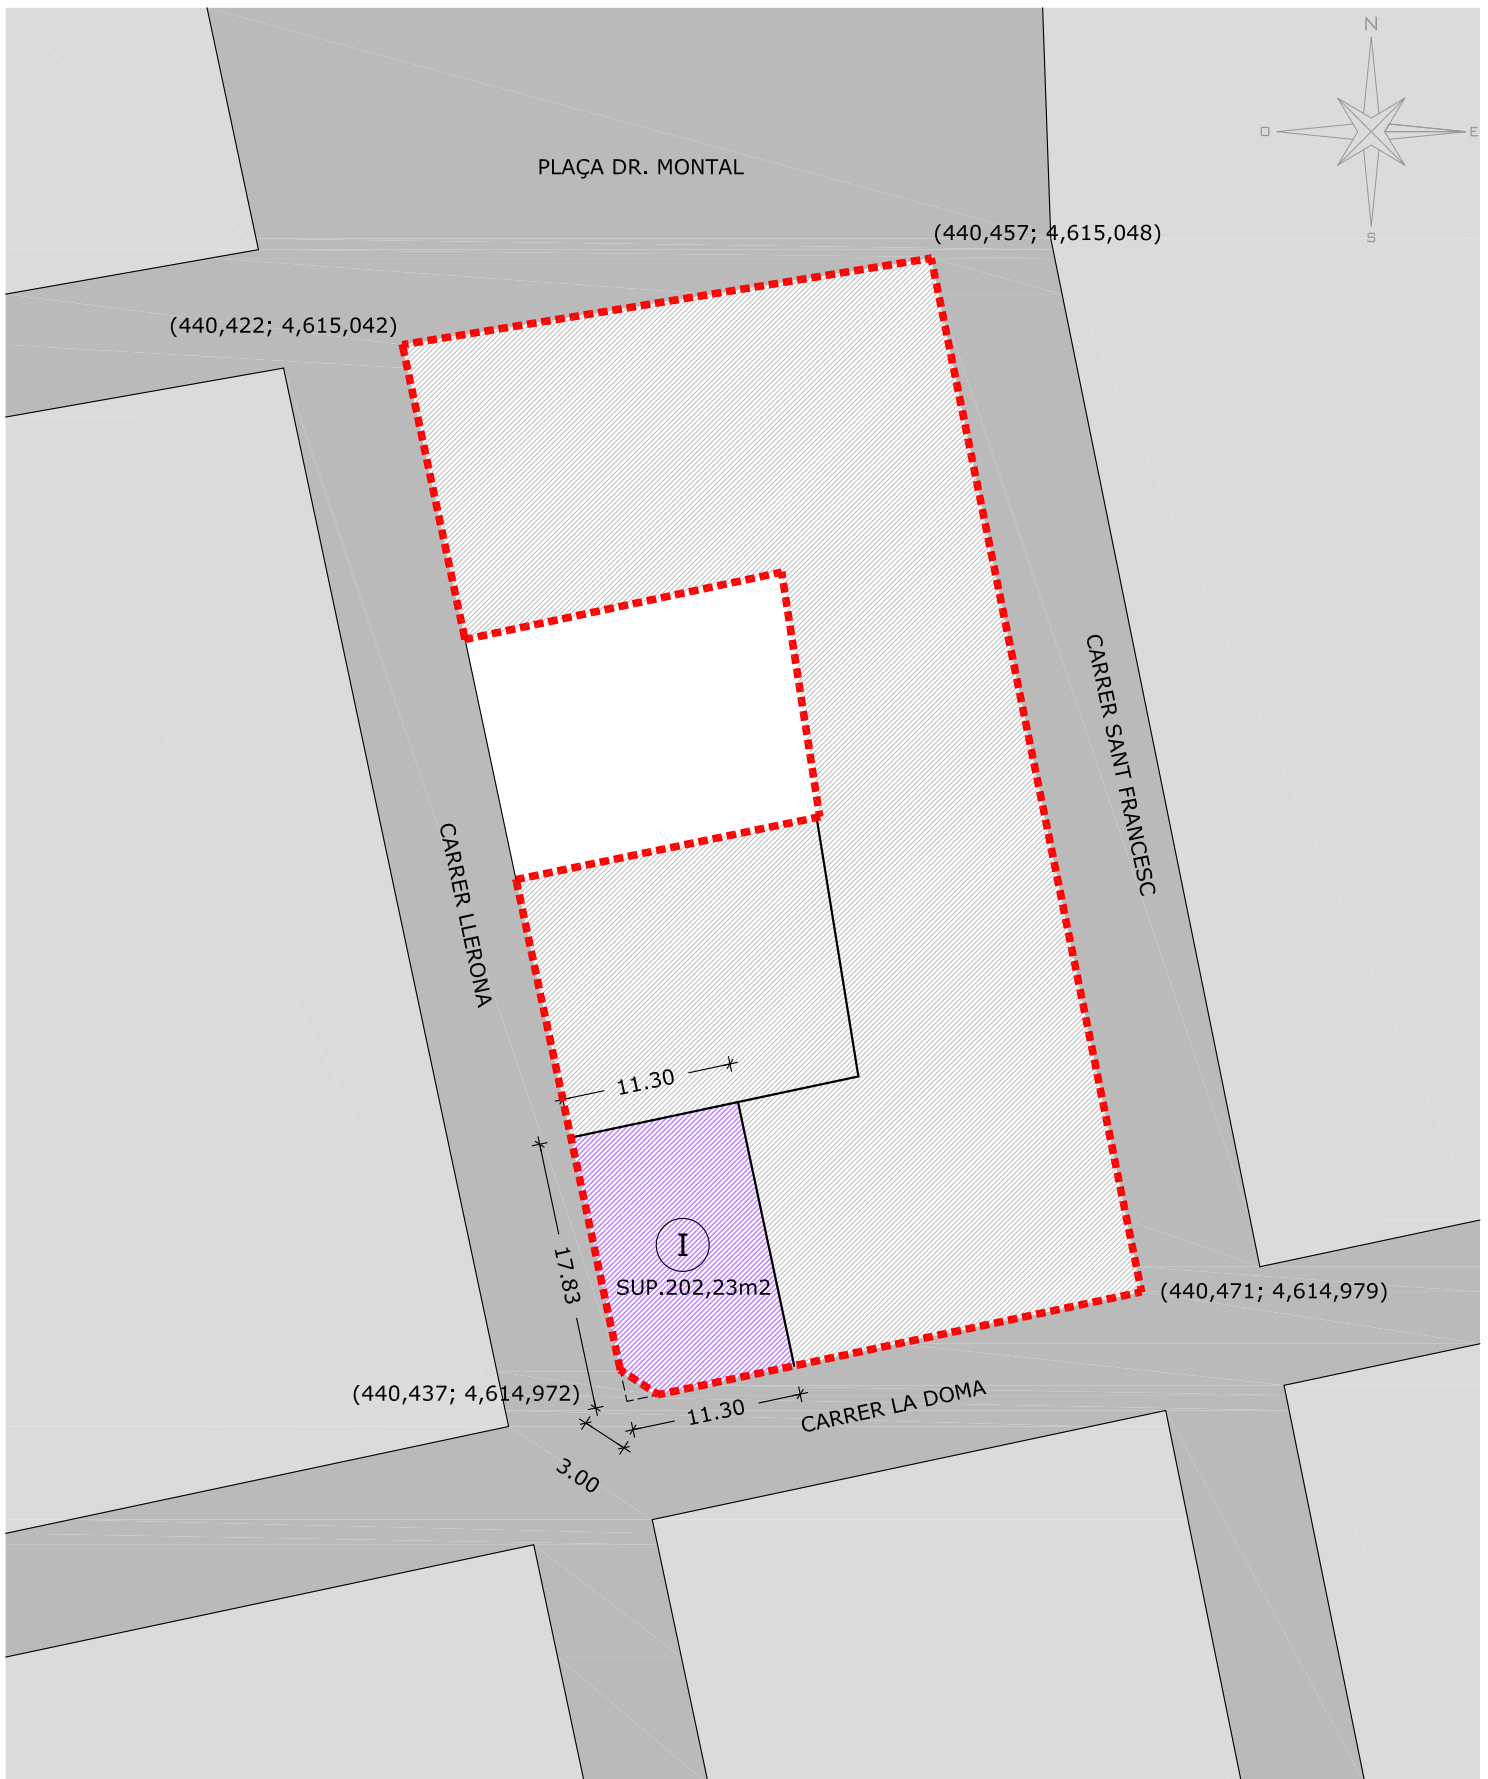 N
O
E
S
PLAÇA DR. MONTAL
(440,457; 4,615,048)
(440,422; 4,615,042)
CARRER SANT FRANCESC
CARRER LLERONA
11.30
17.83
I
SUP.202,23m2
(440,471; 4,614,979)
(440,437; 4,614,972)
11.30
CARRER LA DOMA
3.00